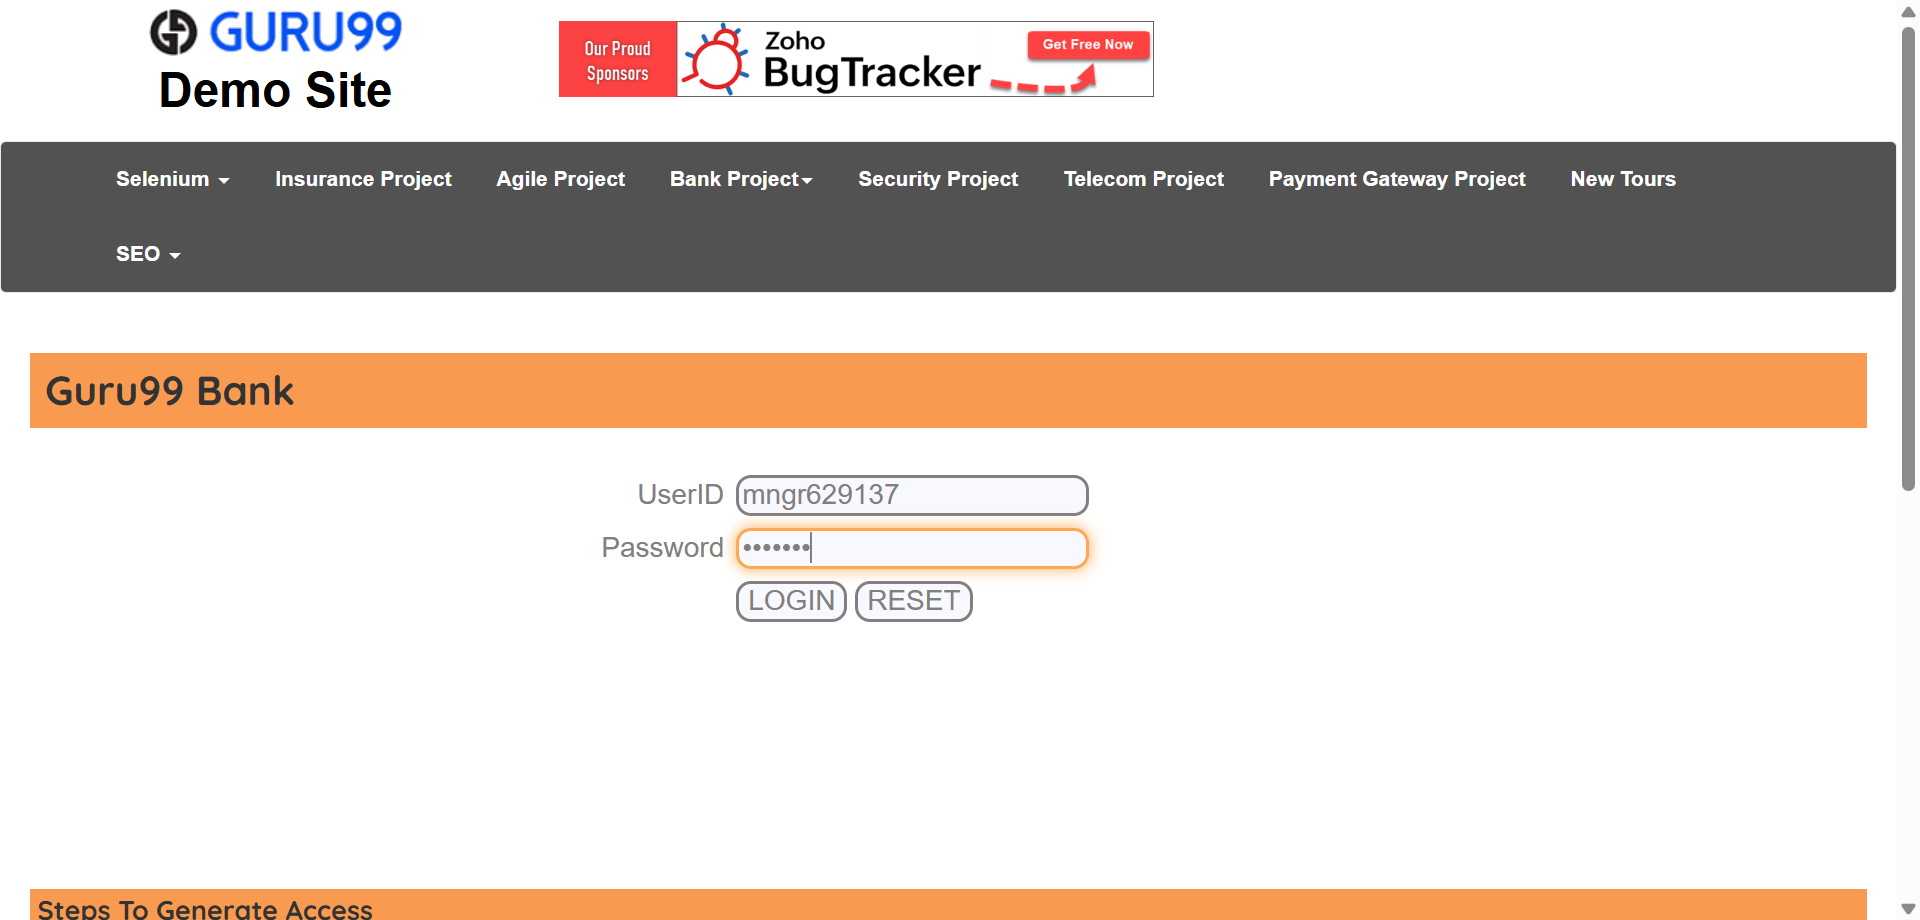 GURU99
Demo Site
Our Proud
Sponsors
Zoho
BugTracker
Get Free Now
Selenium
Insurance Project
Agile Project
Bank Project
Security Project
Telecom Project
Payment Gateway Project
New Tours
SEO
Guru99 Bank
UserID mngr629137
Password •••••••
LOGIN RESET
Steps To Generate Access